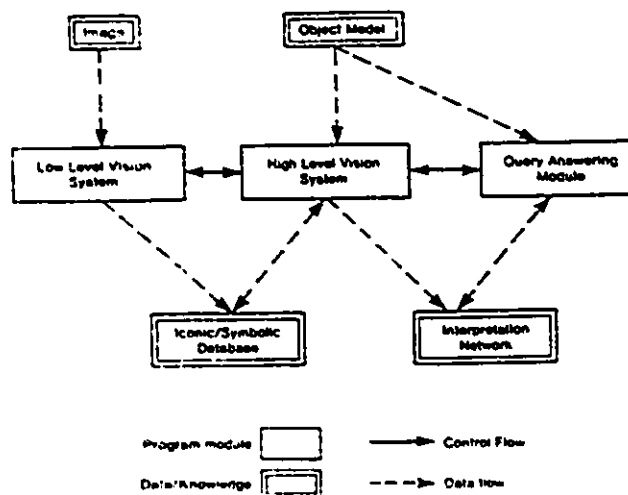 Image
Object Model
Low Level Vision
System
High Level Vision
System
Query Answering
Module
Iconic/Symbolic
Database
Interpretation
Network
Program module
Control Flow
Data/Knowledge
Data flow